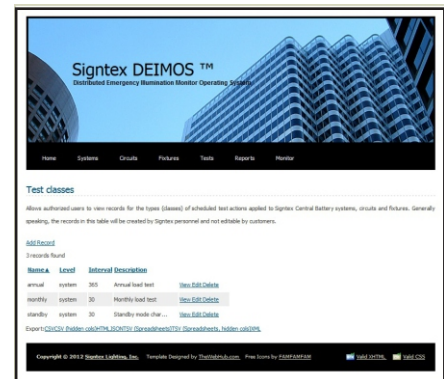 Signtex DEIMOS ™
Distributed Emergency Illumination Monitor Operating System
Home Systems Circuits Fixtures Tests Reports Monitor
Test classes
Allows authorized users to view records for the types (classes) of scheduled test actions applied to Signtex Central Battery systems, circuits and fixtures. Generally
speaking, the records in this table will be created by Signtex personnel and not editable by customers.
Add Record
3 records found
Name▲ Level Interval Description
annual system 365 Annual load test View Edit Delete
monthly system 30 Monthly load test View Edit Delete
standby system 30 Standby mode char... View Edit Delete
Export:CSVCSV (hidden cols)HTMLJSONTSV (Spreadsheets)TSV (Spreadsheets, hidden cols)XML
Copyright © 2012 Signtex Lighting, Inc. Template Designed by TheWebHub.com Free Icons by FAMFAMFAM Valid XHTML Valid CSS